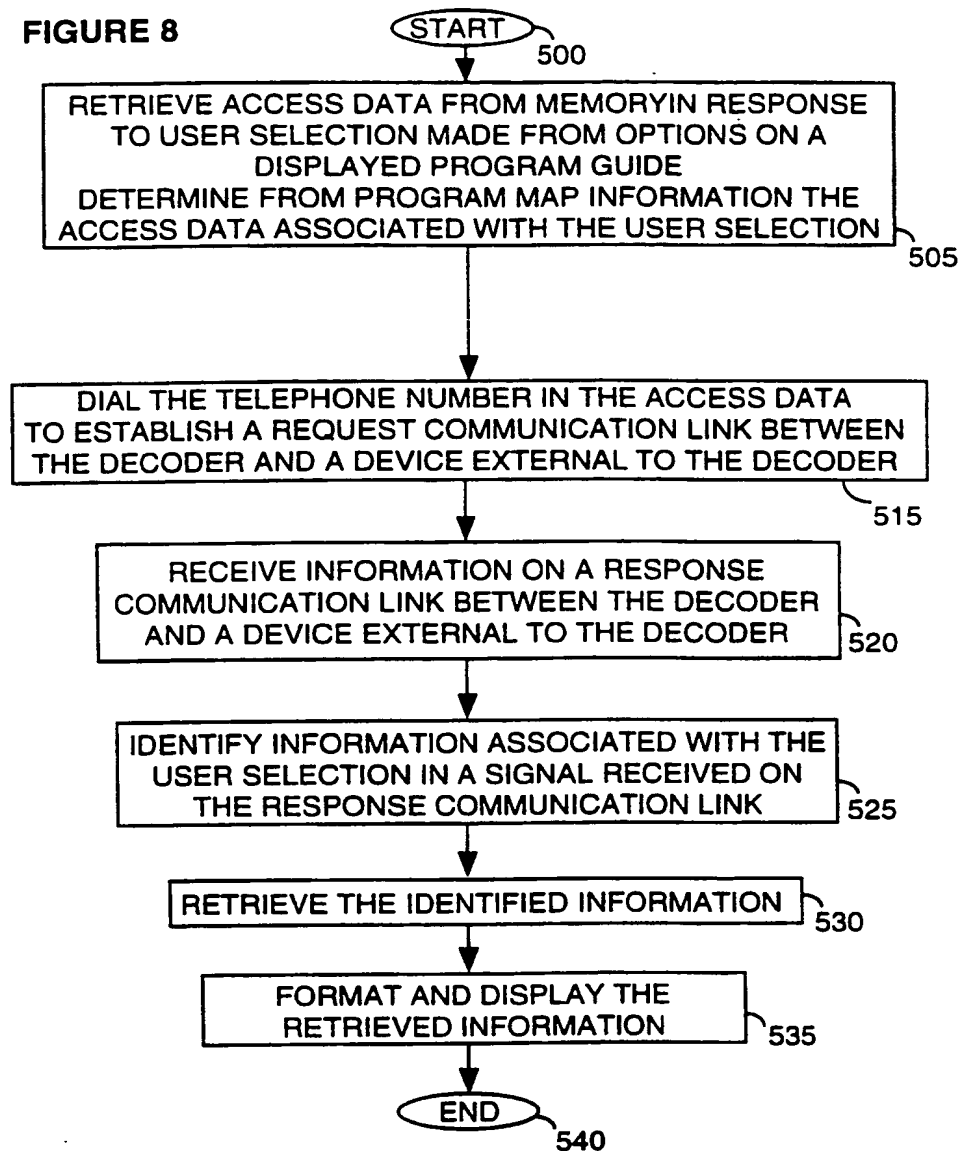 FIGURE 8
START
500
RETRIEVE ACCESS DATA FROM MEMORYIN RESPONSE
TO USER SELECTION MADE FROM OPTIONS ON A
DISPLAYED PROGRAM GUIDE
DETERMINE FROM PROGRAM MAP INFORMATION THE
ACCESS DATA ASSOCIATED WITH THE USER SELECTION
505
DIAL THE TELEPHONE NUMBER IN THE ACCESS DATA
TO ESTABLISH A REQUEST COMMUNICATION LINK BETWEEN
THE DECODER AND A DEVICE EXTERNAL TO THE DECODER
515
RECEIVE INFORMATION ON A RESPONSE
COMMUNICATION LINK BETWEEN THE DECODER
AND A DEVICE EXTERNAL TO THE DECODER
520
IDENTIFY INFORMATION ASSOCIATED WITH THE
USER SELECTION IN A SIGNAL RECEIVED ON
THE RESPONSE COMMUNICATION LINK
525
RETRIEVE THE IDENTIFIED INFORMATION
530
FORMAT AND DISPLAY THE
RETRIEVED INFORMATION
535
END
540